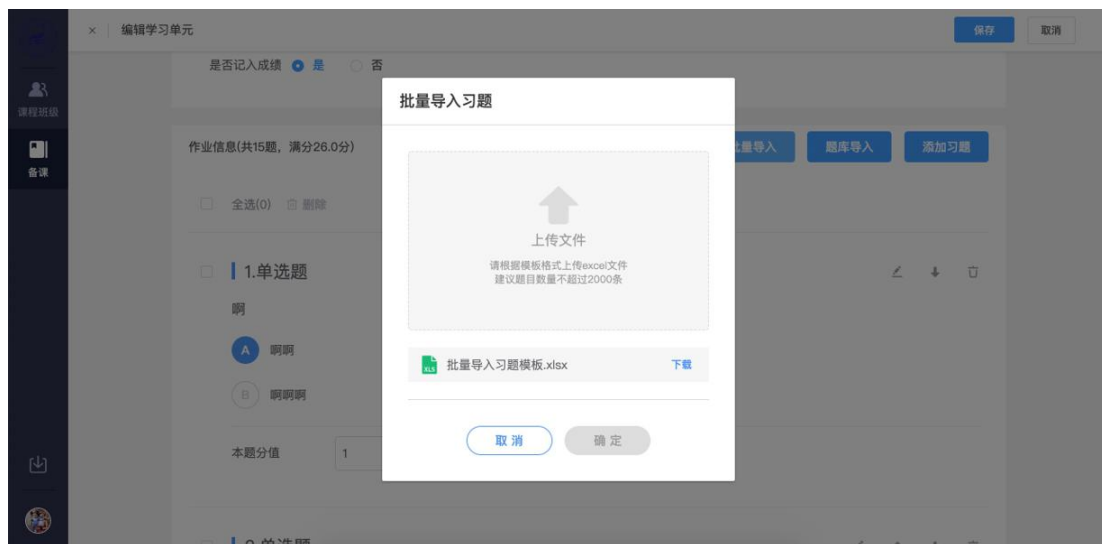 × 编辑学习单元
保存
取消
课程班级
备课
是否记入成绩 是 否
作业信息(共15题，满分26.0分)
批量导入习题
量导入
题库导入
添加习题
全选(0) 删除
1.单选题
啊
A 啊啊
B 啊啊啊
本题分值 1
上传文件
请根据模板格式上传excel文件
建议题目数量不超过2000条
XLS
批量导入习题模板.xlsx
下载
取消
确定
2.单选题